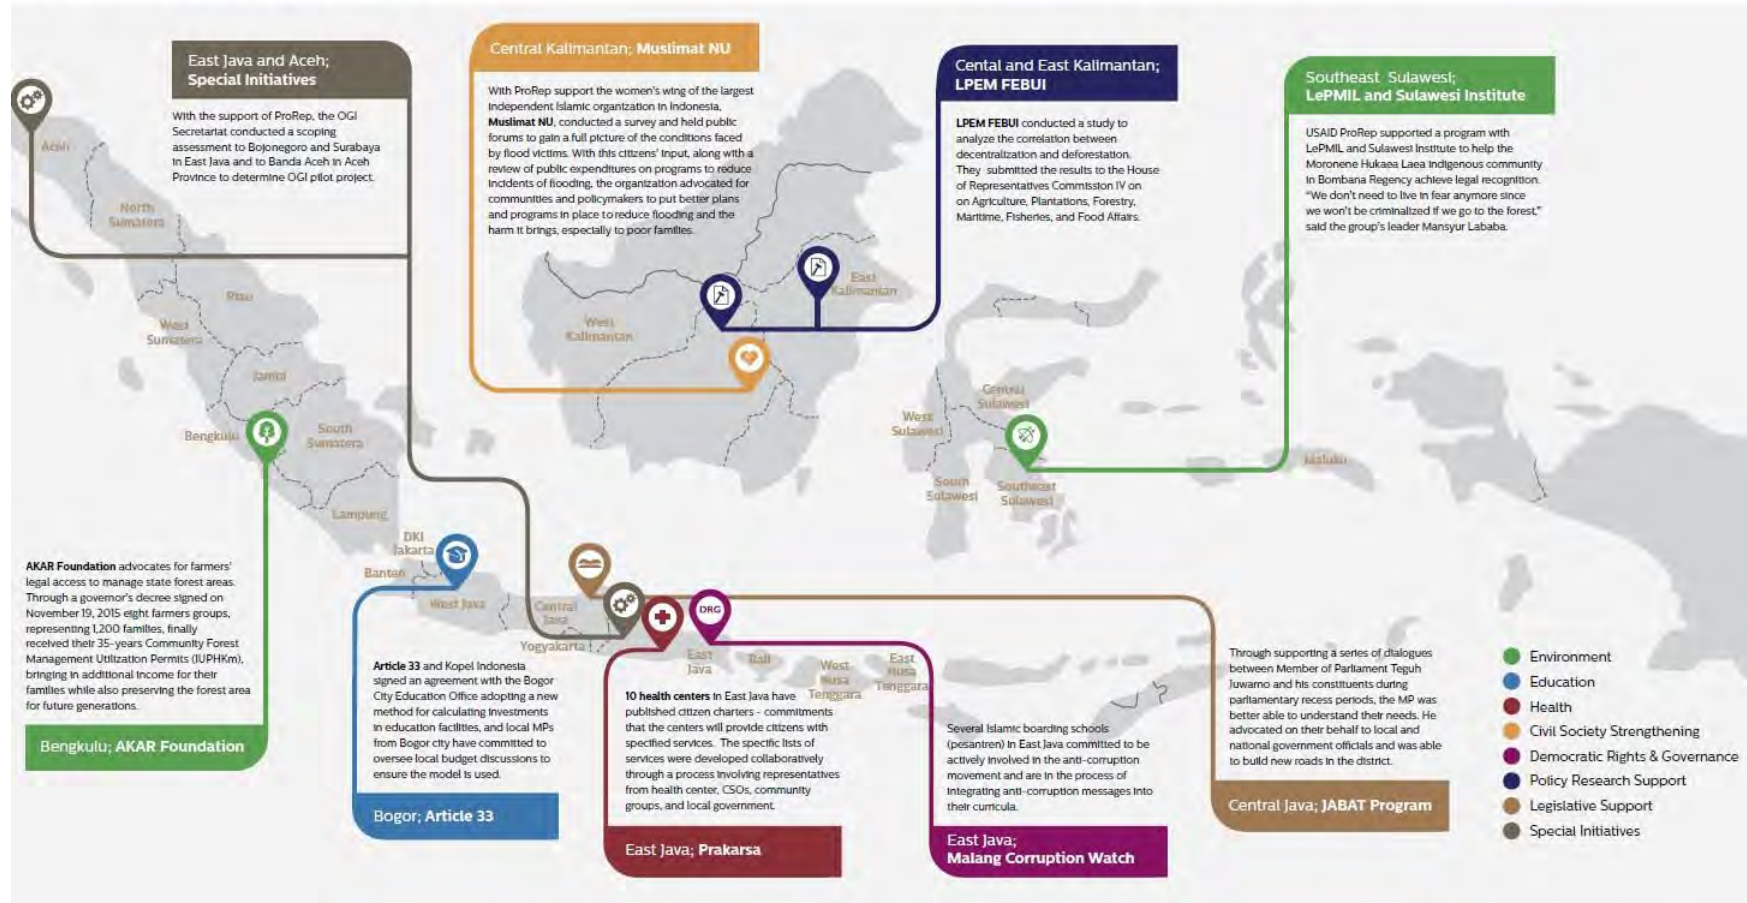 East Java and Aceh;
Special Initiatives
With the support of ProRep, the OGI
Secretariat conducted a scoping
assessment to Bojonegoro and Surabaya
in East Java and to Banda Aceh in Aceh
Province to determine OGI pilot project.
Central Kalimantan; Muslimat NU
With ProRep support the women's wing of the largest
independent Islamic organization in Indonesia,
Muslimat NU, conducted a survey and held public
forums to gain a full picture of the conditions faced
by flood victims. With this citizens' input, along with a
review of public expenditures on programs to reduce
incidents of flooding, the organization advocated for
communities and policymakers to put better plans
and programs in place to reduce flooding and the
harm it brings, especially to poor families.
Cental and East Kalimantan;
LPEM FEBUI
LPEM FEBUI conducted a study to
analyze the correlation between
decentralization and deforestation.
They submitted the results to the House
of Representatives Commission IV on
on Agriculture, Plantations, Forestry,
Maritime, Fisheries, and Food Affairs.
Southeast Sulawesi;
LePMIL and Sulawesi Institute
USAID ProRep supported a program with
LePMIL and Sulawesi Institute to help the
Moronene Hukaea Laea indigenous community
in Bombana Regency achieve legal recognition.
"We don't need to live in fear anymore since
we won't be criminalized if we go to the forest,"
said the group's leader Mansyur Lababa.
Aceh
North
Sumatera
Riau
West
Sumatera
Jambi
Bengkulu
South
Sumatera
Lampung
DKI
Jakarta
Banten
West Java
Central
Java
Yogyakarta
East
Java
Bali
West
Nusa
Tenggara
East
Nusa
Tenggara
West
Kalimantan
East
Kalimantan
West
Sulawesi
Central
Sulawesi
South
Sulawesi
Southeast
Sulawesi
Maluku
DRG
AKAR Foundation advocates for farmers'
legal access to manage state forest areas.
Through a governor's decree signed on
November 19, 2015 eight farmers groups,
representing 1,200 families, finally
received their 35-years Community Forest
Management Utilization Permits (IUPHKm),
bringing in additional income for their
families while also preserving the forest area
for future generations.
Bengkulu; AKAR Foundation
Article 33 and Kopel Indonesia
signed an agreement with the Bogor
City Education Office adopting a new
method for calculating investments
in education facilities, and local MPs
from Bogor city have committed to
oversee local budget discussions to
ensure the model is used.
Bogor; Article 33
10 health centers in East Java have
published citizen charters - commitments
that the centers will provide citizens with
specified services. The specific lists of
services were developed collaboratively
through a process involving representatives
from health center, CSOs, community
groups, and local government.
East Java; Prakarsa
Several Islamic boarding schools
(pesantren) in East Java committed to be
actively involved in the anti-corruption
movement and are in the process of
integrating anti-corruption messages into
their curricula.
East Java;
Malang Corruption Watch
Through supporting a series of dialogues
between Member of Parliament Teguh
Juwarno and his constituents during
parliamentary recess periods, the MP was
better able to understand their needs. He
advocated on their behalf to local and
national government officials and was able
to build new roads in the district.
Central Java; JABAT Program
Environment
Education
Health
Civil Society Strengthening
Democratic Rights & Governance
Policy Research Support
Legislative Support
Special Initiatives